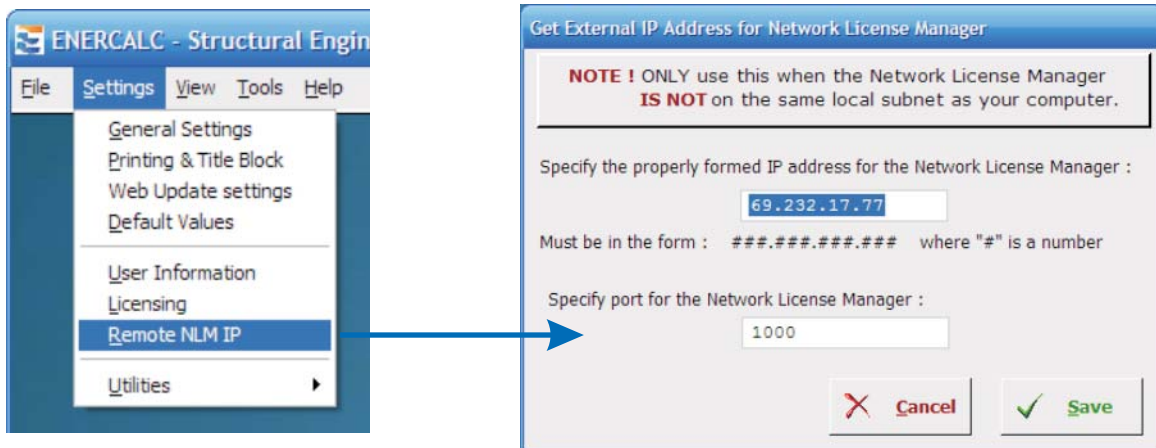 ENERCALC - Structural Engin
File Settings View Tools Help
General Settings
Printing & Title Block
Web Update settings
Default Values
User Information
Licensing
Remote NLM IP
Utilities
Get External IP Address for Network License Manager
NOTE ! ONLY use this when the Network License Manager
IS NOT on the same local subnet as your computer.
Specify the properly formed IP address for the Network License Manager :
69.232.17.77
Must be in the form : ###.###.###.### where "#" is a number
Specify port for the Network License Manager :
1000
Cancel Save